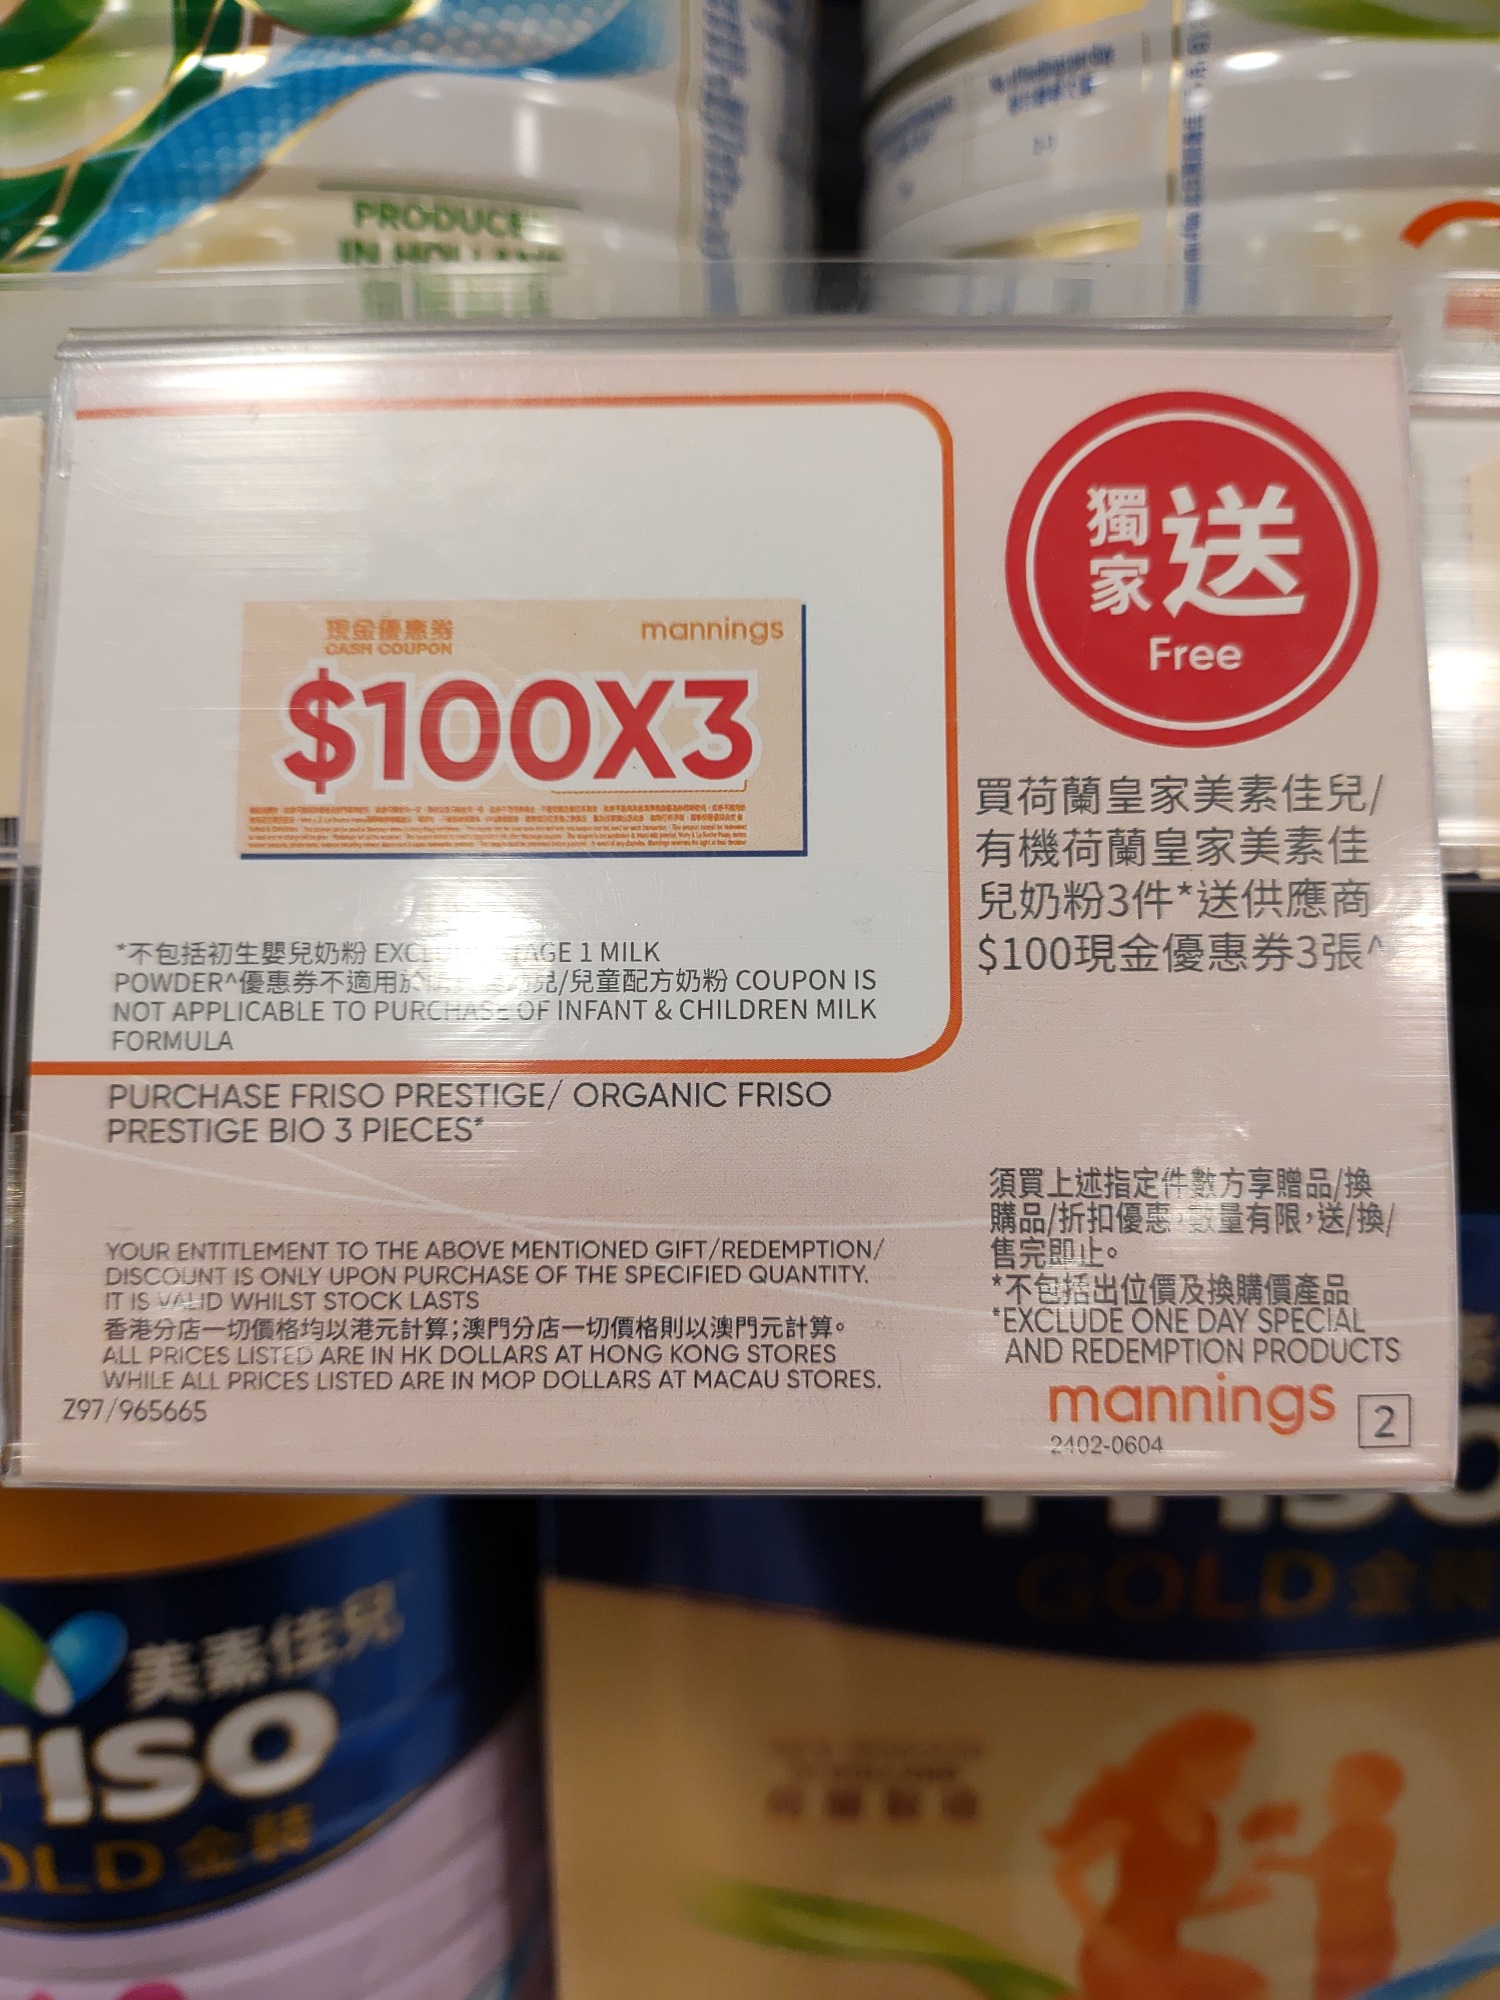 PRODUCE
IN HOLLAND
獨家送
Free
現金優惠券
CASH COUPON
mannings
$100X3
買荷蘭皇家美素佳兒/
有機荷蘭皇家美素佳
兒奶粉3件*送供應商
$100現金優惠券3張^
*不包括初生嬰兒奶粉 AGE 1 MILK
POWDER^優惠券不適用於 兒/兒童配方奶粉 COUPON IS
NOT APPLICABLE TO PURCHASE OF INFANT & CHILDREN MILK
FORMULA
PURCHASE FRISO PRESTIGE/ ORGANIC FRISO
PRESTIGE BIO 3 PIECES*
YOUR ENTITLEMENT TO THE ABOVE MENTIONED GIFT/REDEMPTION/
DISCOUNT IS ONLY UPON PURCHASE OF THE SPECIFIED QUANTITY.
IT IS VALID WHILST STOCK LASTS
香港分店一切價格均以港元計算;澳門分店一切價格則以澳門元計算。
ALL PRICES LISTED ARE IN HK DOLLARS AT HONG KONG STORES
WHILE ALL PRICES LISTED ARE IN MOP DOLLARS AT MACAU STORES.
Z97/965665
須買上述指定件數方享贈品/換
購品/折扣優惠,數量有限,送/換/
售完即止。
*不包括出位價及換購價產品
*EXCLUDE ONE DAY SPECIAL
AND REDEMPTION PRODUCTS
mannings 2
2402-0604
美素佳兒
FRISO
GOLD 金裝
FRISO
GOLD 金裝